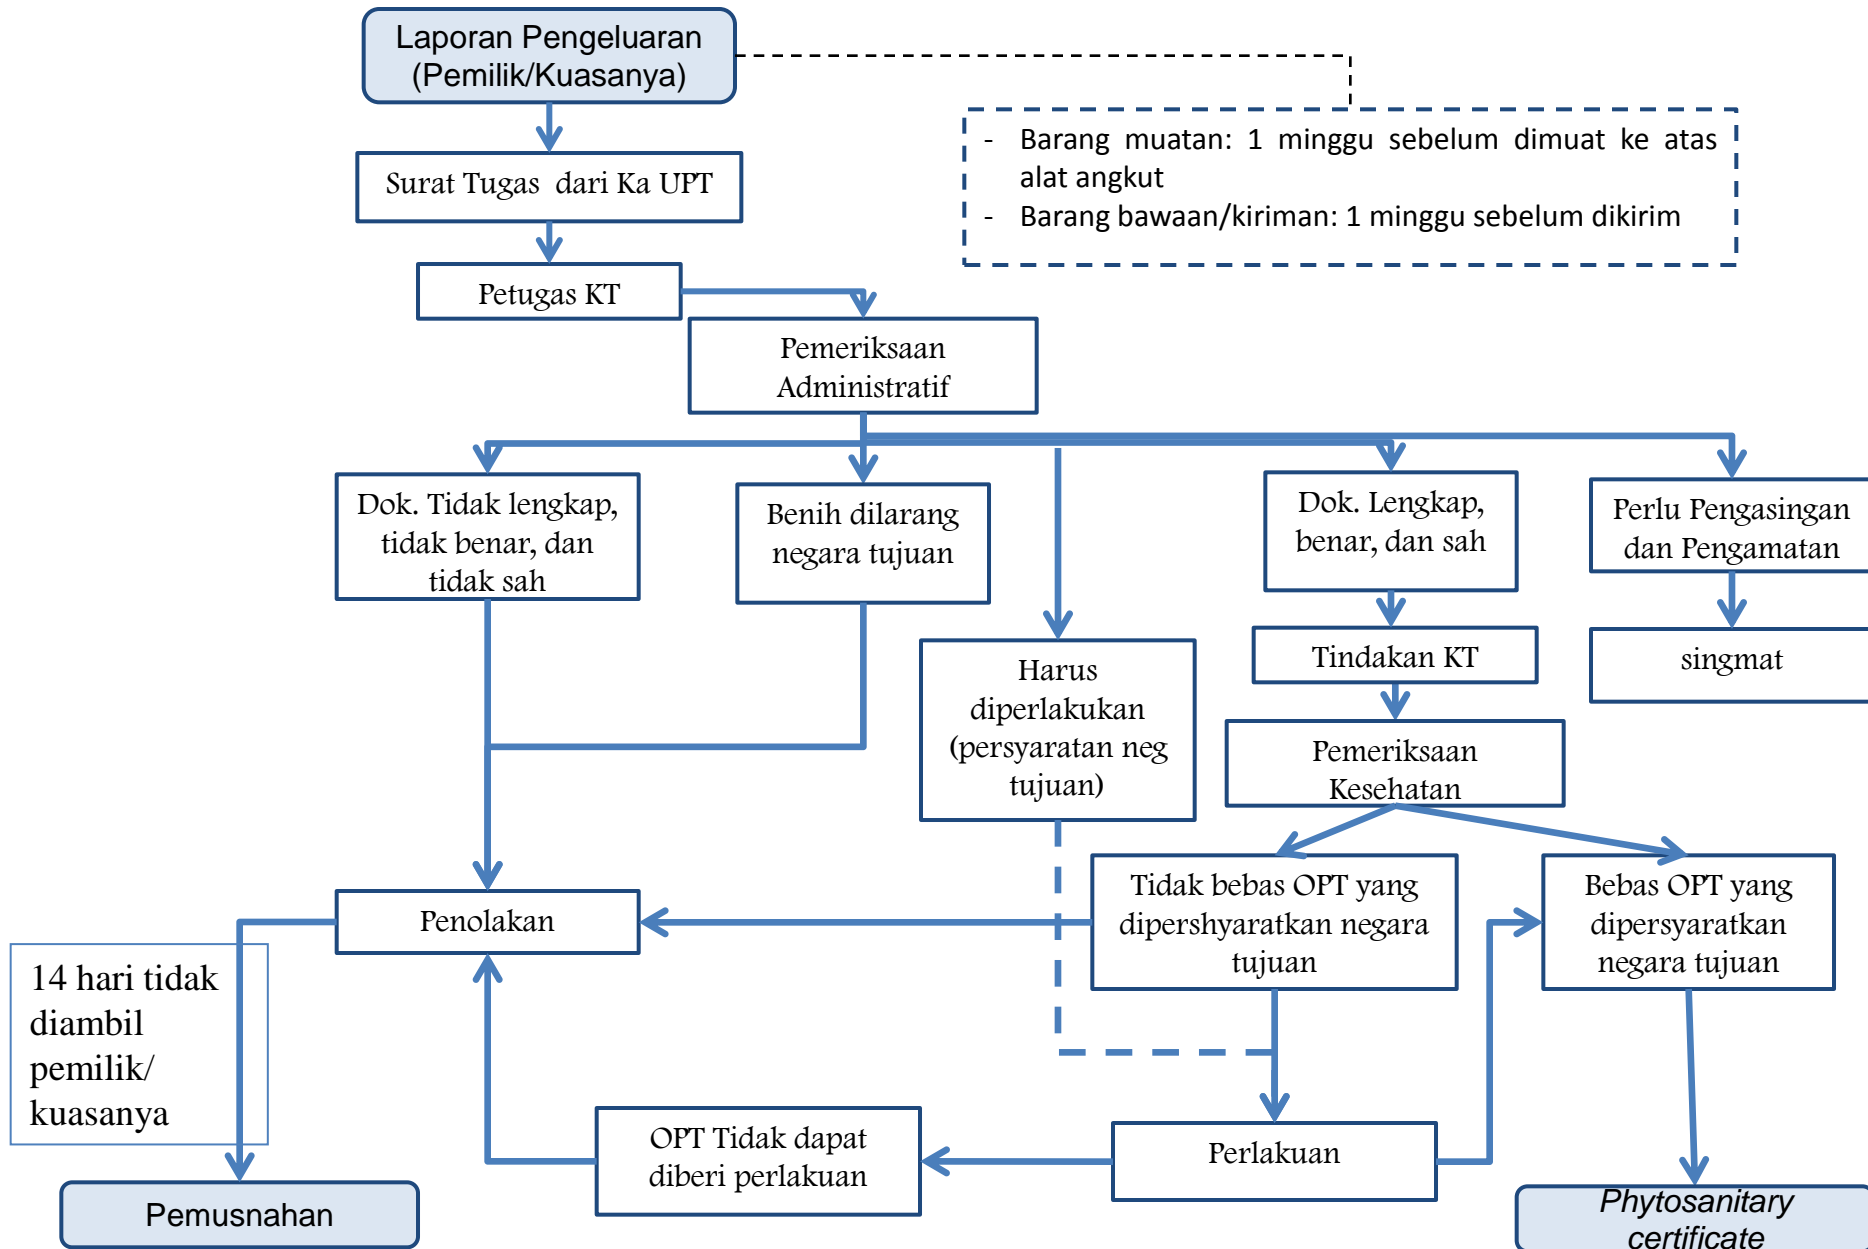 Laporan Pengeluaran
(Pemilik/Kuasanya)
- Barang muatan: 1 minggu sebelum dimuat ke atas
alat angkut
- Barang bawaan/kiriman: 1 minggu sebelum dikirim
Surat Tugas dari Ka UPT
Petugas KT
Pemeriksaan
Administratif
Dok. Tidak lengkap,
tidak benar, dan
tidak sah
Benih dilarang
negara tujuan
Harus
diperlakukan
(persyaratan neg
tujuan)
Dok. Lengkap,
benar, dan sah
Perlu Pengasingan
dan Pengamatan
Tindakan KT
singmat
Pemeriksaan
Kesehatan
Tidak bebas OPT yang
dipershyaratkan negara
tujuan
Bebas OPT yang
dipersyaratkan
negara tujuan
Penolakan
14 hari tidak
diambil
pemilik/
kuasanya
OPT Tidak dapat
diberi perlakuan
Perlakuan
Pemusnahan
Phytosanitary
certificate